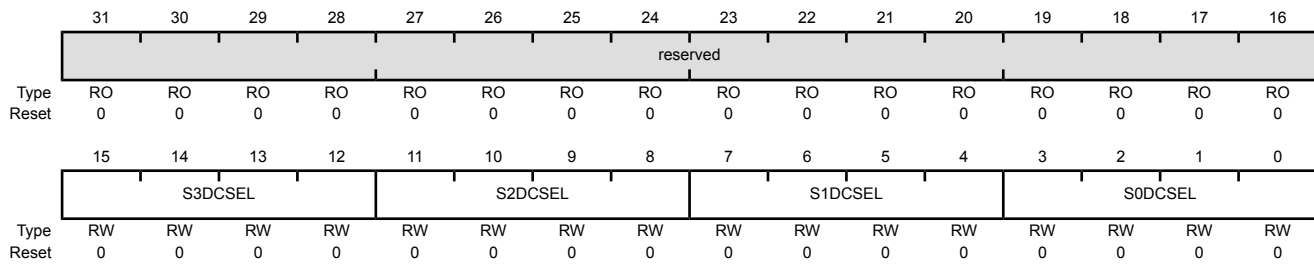 31 30 29 28 27 26 25 24 23 22 21 20 19 18 17 16
reserved
Type RO RO RO RO RO RO RO RO RO RO RO RO RO RO RO RO
Reset 0 0 0 0 0 0 0 0 0 0 0 0 0 0 0 0
15 14 13 12 11 10 9 8 7 6 5 4 3 2 1 0
S3DCSEL S2DCSEL S1DCSEL S0DCSEL
Type RW RW RW RW RW RW RW RW RW RW RW RW RW RW RW RW
Reset 0 0 0 0 0 0 0 0 0 0 0 0 0 0 0 0